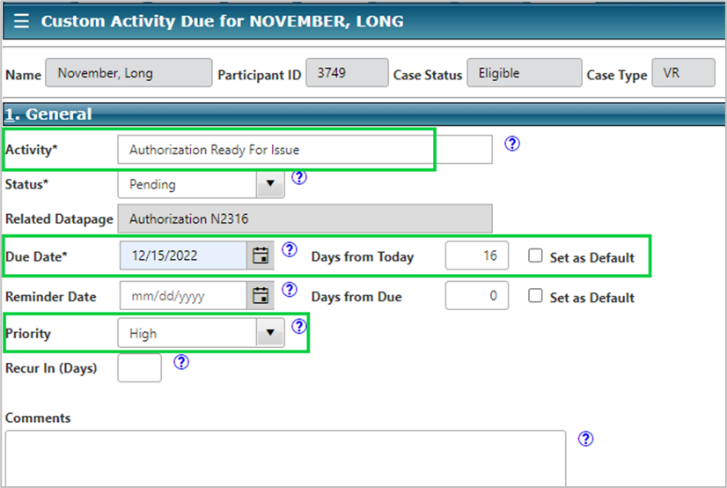 ☰ Custom Activity Due for NOVEMBER, LONG
Name November, Long Participant ID 3749 Case Status Eligible Case Type VR
1. General
Activity* Authorization Ready For Issue ?
Status* Pending ▼ ?
Related Datapage Authorization N2316
Due Date* 12/15/2022 ? Days from Today 16 Set as Default
Reminder Date mm/dd/yyyy ? Days from Due 0 Set as Default
Priority High ▼ ?
Recur In (Days) ?
Comments
?